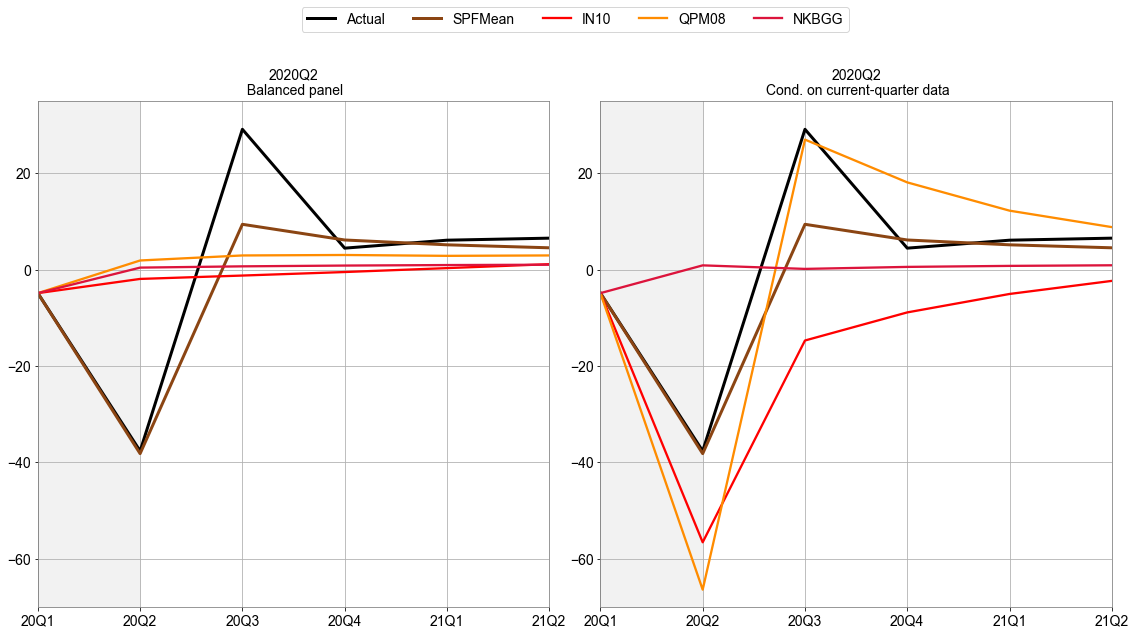 Actual SPFMean IN10 QPM08 NKBGG
2020Q2
Balanced panel
20
0
−20
−40
−60
20Q1 20Q2 20Q3 20Q4 21Q1 21Q2
2020Q2
Cond. on current-quarter data
20
0
−20
−40
−60
20Q1 20Q2 20Q3 20Q4 21Q1 21Q2